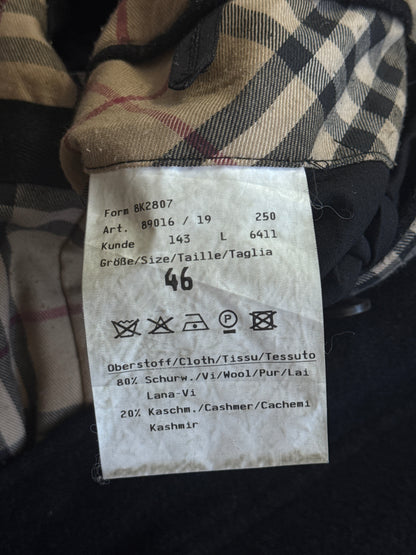 Form 8K2807
Art. 89016 / 19 250
Kunde 143 L 6411
Größe/Size/Taille/Taglia
46
P
Oberstoff/Cloth/Tissu/Tessuto
80% Schurw./Vi/Wool/Pur/Lai
Lana-Vi
20% Kaschm./Cashmer/Cachemi
Kashmir